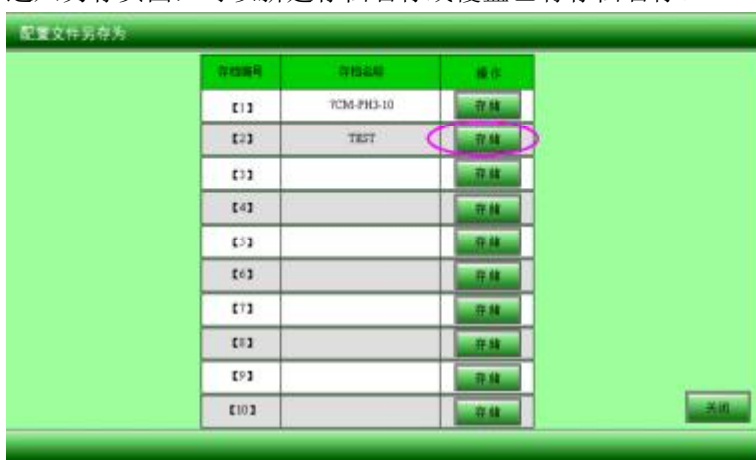 配置文件另存为
存档编号 存档名称 操作
【1】 7CM-PH3-10 存储
【2】 TEST 存储
【3】 存储
【4】 存储
【5】 存储
【6】 存储
【7】 存储
【8】 存储
【9】 存储
【10】 存储
关闭